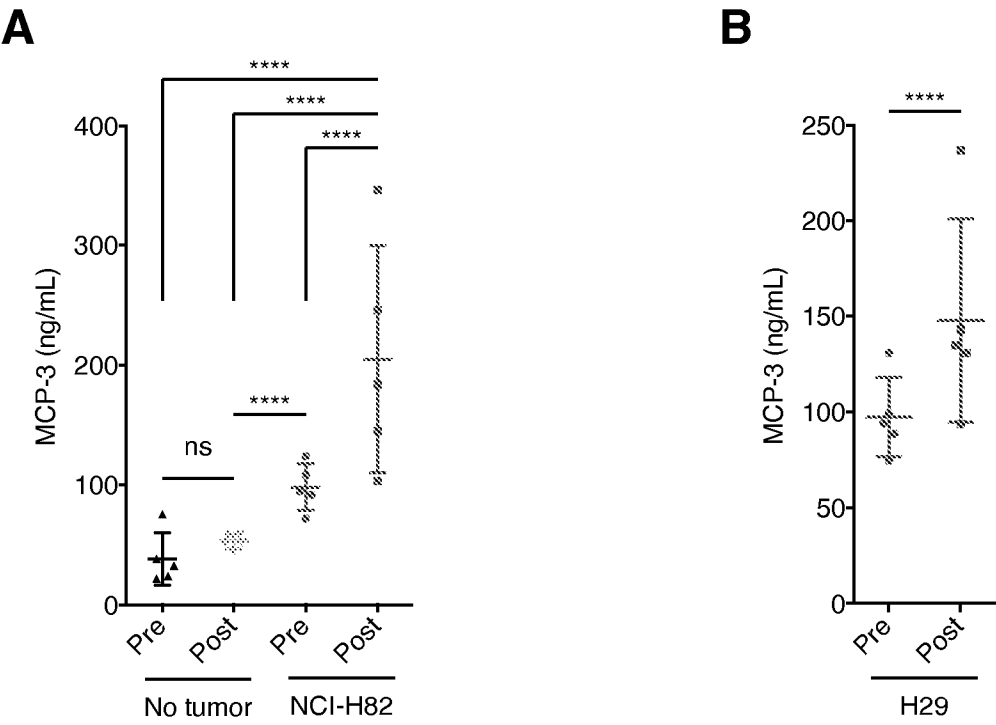 A
B
****
****
****
****
ns
MCP-3 (ng/mL)
400
300
200
100
0
Pre
Post
Pre
Post
No tumor
NCI-H82
****
MCP-3 (ng/mL)
250
200
150
100
50
0
Pre
Post
H29